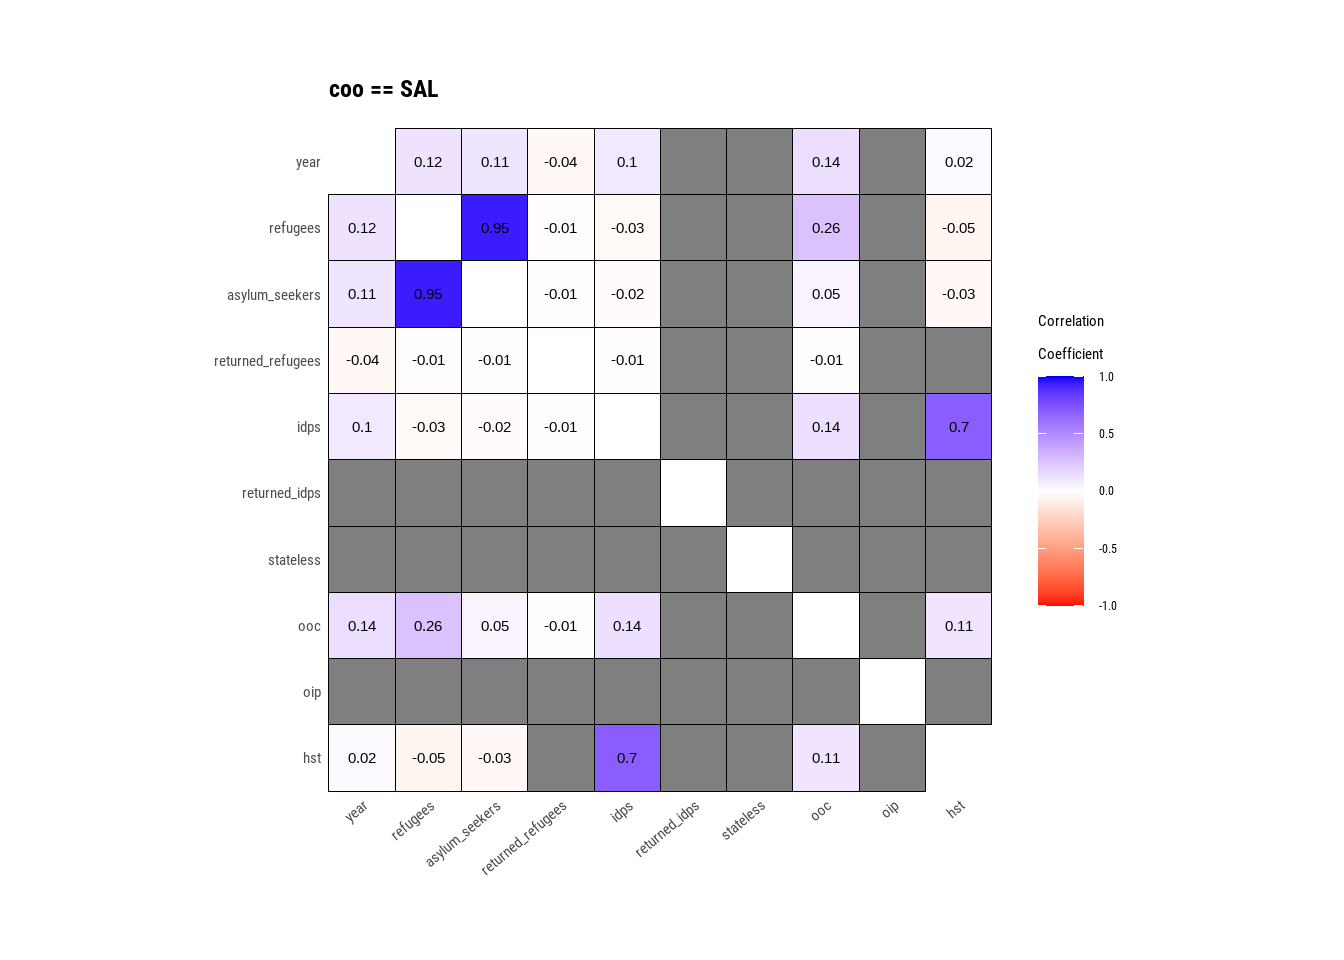 coo == SAL
year 0.12 0.11 -0.04 0.1 0.14 0.02
refugees 0.12 0.95 -0.01 -0.03 0.26 -0.05
asylum_seekers 0.11 0.95 -0.01 -0.02 0.05 -0.03
returned_refugees -0.04 -0.01 -0.01 -0.01 -0.01
idps 0.1 -0.03 -0.02 -0.01 0.14 0.7
returned_idps
stateless
ooc 0.14 0.26 0.05 -0.01 0.14 0.11
oip
hst 0.02 -0.05 -0.03 0.7 0.11
year refugees asylum_seekers returned_refugees idps returned_idps stateless ooc oip hst
Correlation
Coefficient
1.0
0.5
0.0
-0.5
-1.0